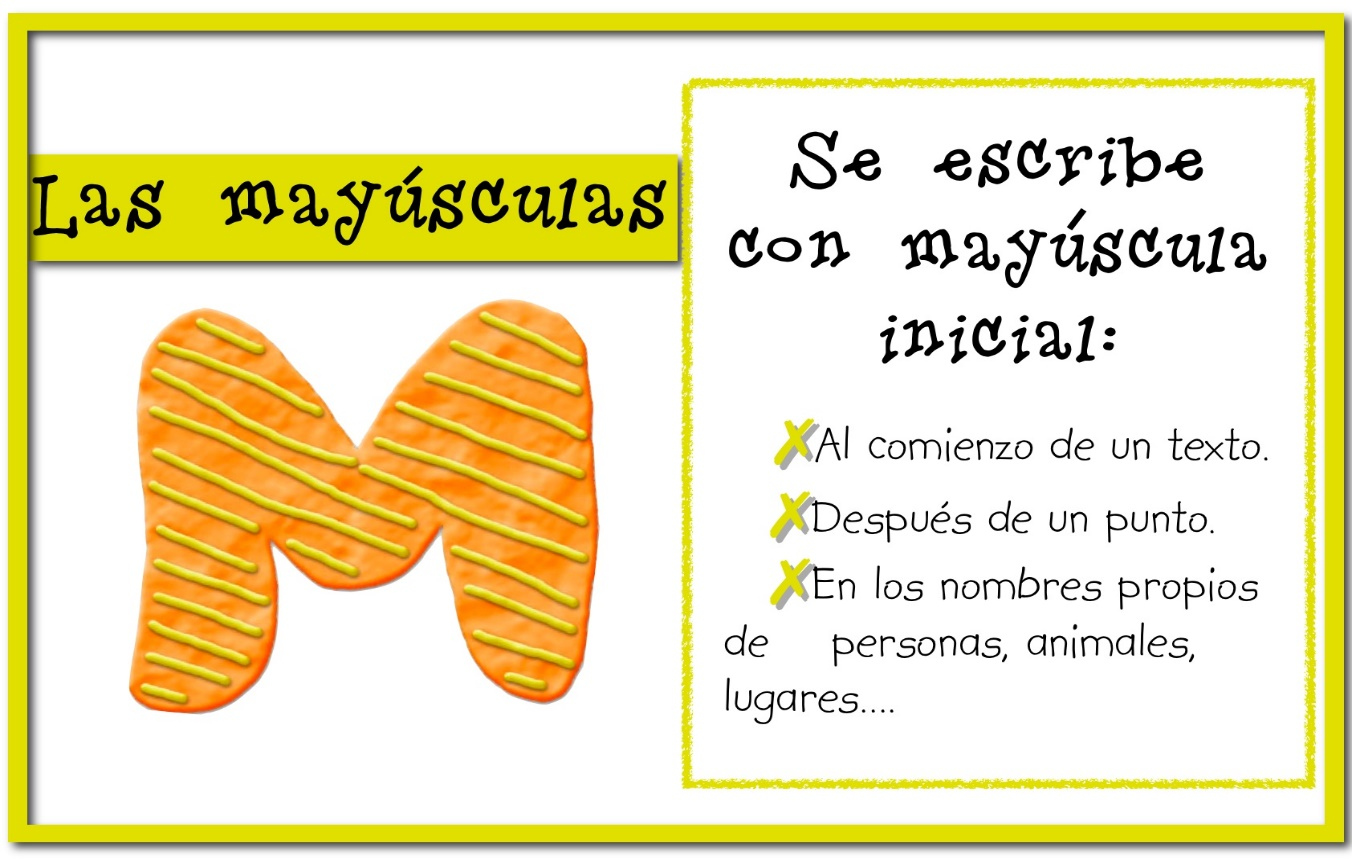 Las mayúsculas
Se escribe
con mayúscula
inicial:
Al comienzo de un texto.
Después de un punto.
En los nombres propios
de personas, animales,
lugares....
M